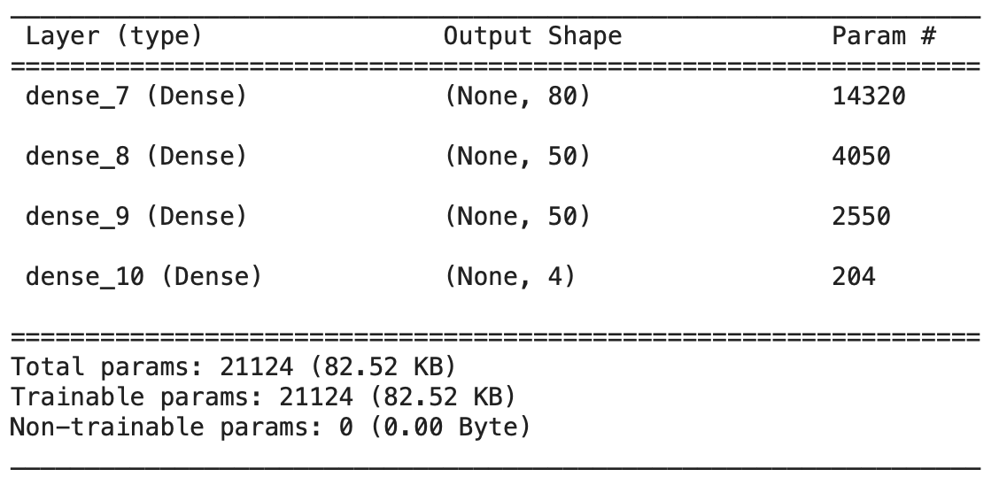 Layer (type) Output Shape Param #
=================================================================
dense_7 (Dense) (None, 80) 14320
dense_8 (Dense) (None, 50) 4050
dense_9 (Dense) (None, 50) 2550
dense_10 (Dense) (None, 4) 204
=================================================================
Total params: 21124 (82.52 KB)
Trainable params: 21124 (82.52 KB)
Non-trainable params: 0 (0.00 Byte)